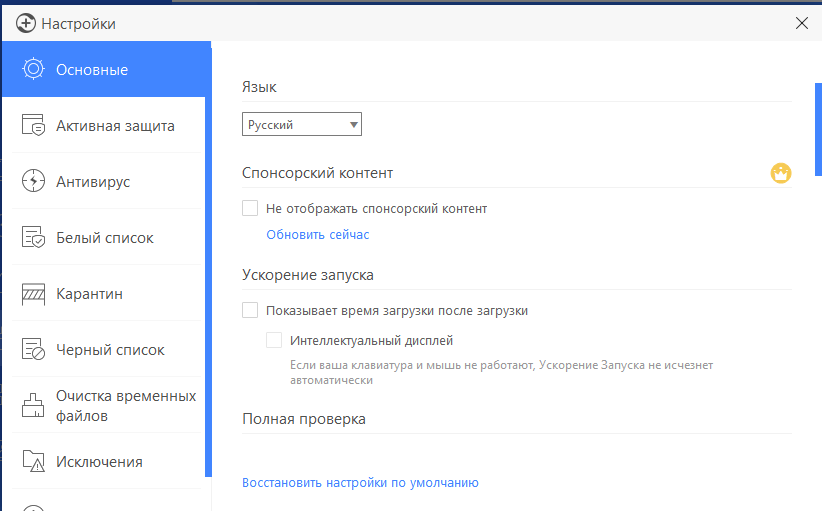 Настройки
Основные
Активная защита
Антивирус
Белый список
Карантин
Черный список
Очистка временных
файлов
Исключения
Язык
Русский
Спонсорский контент
Не отображать спонсорский контент
Обновить сейчас
Ускорение запуска
Показывает время загрузки после загрузки
Интеллектуальный дисплей
Если ваша клавиатура и мышь не работают, Ускорение Запуска не исчезнет
автоматически
Полная проверка
Восстановить настройки по умолчанию